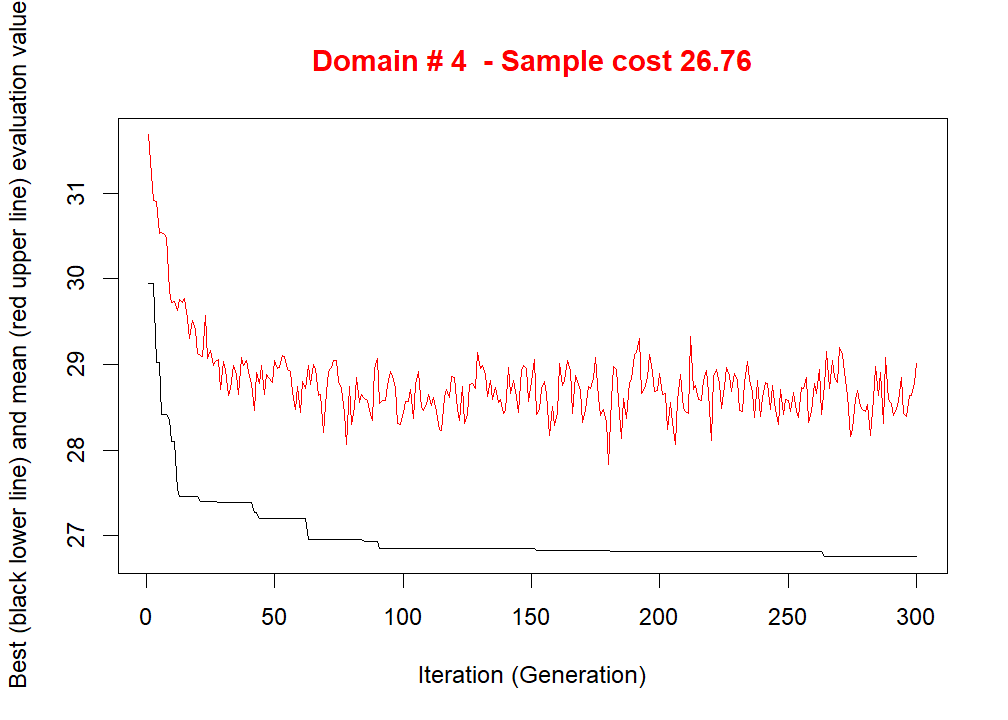 Domain # 4  - Sample cost 26.76
Best (black lower line) and mean (red upper line) evaluation value
31
30
29
28
27
0 50 100 150 200 250 300
Iteration (Generation)